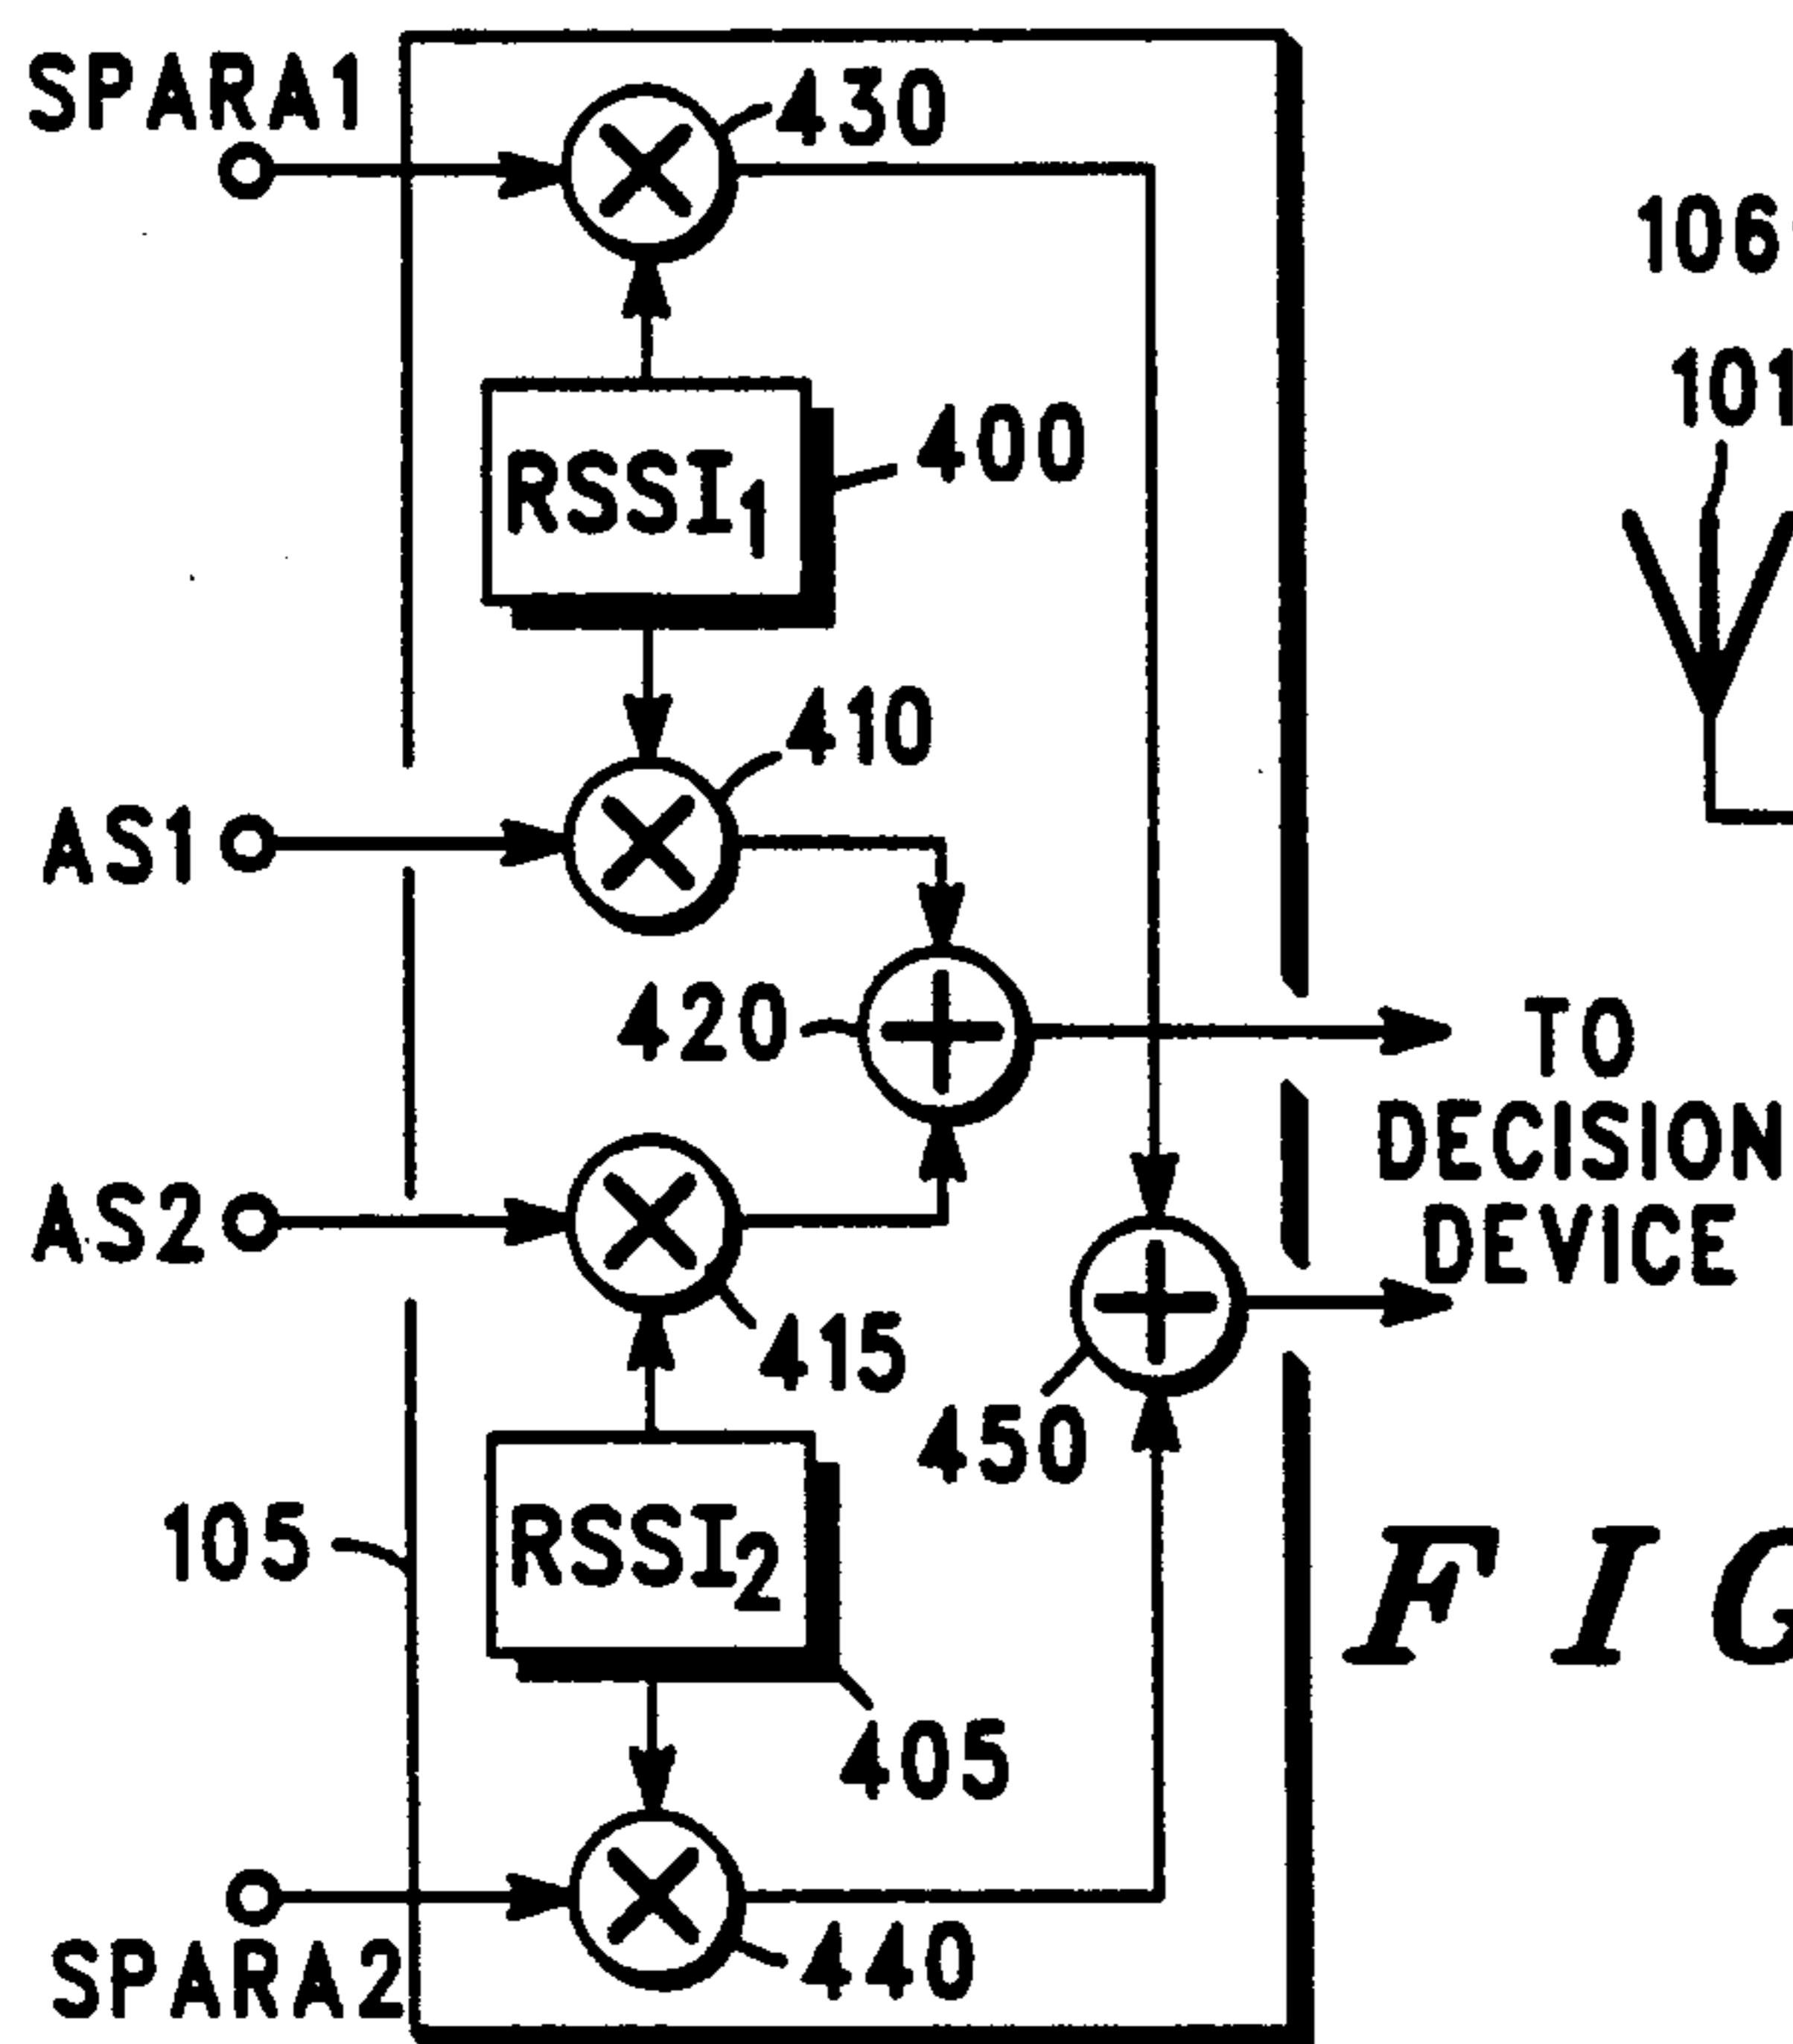 SPARA1
430
106
101
RSSI1
400
410
AS1
420
TO
DECISION
DEVICE
AS2
415
450
105
RSSI2
FIG
405
440
SPARA2